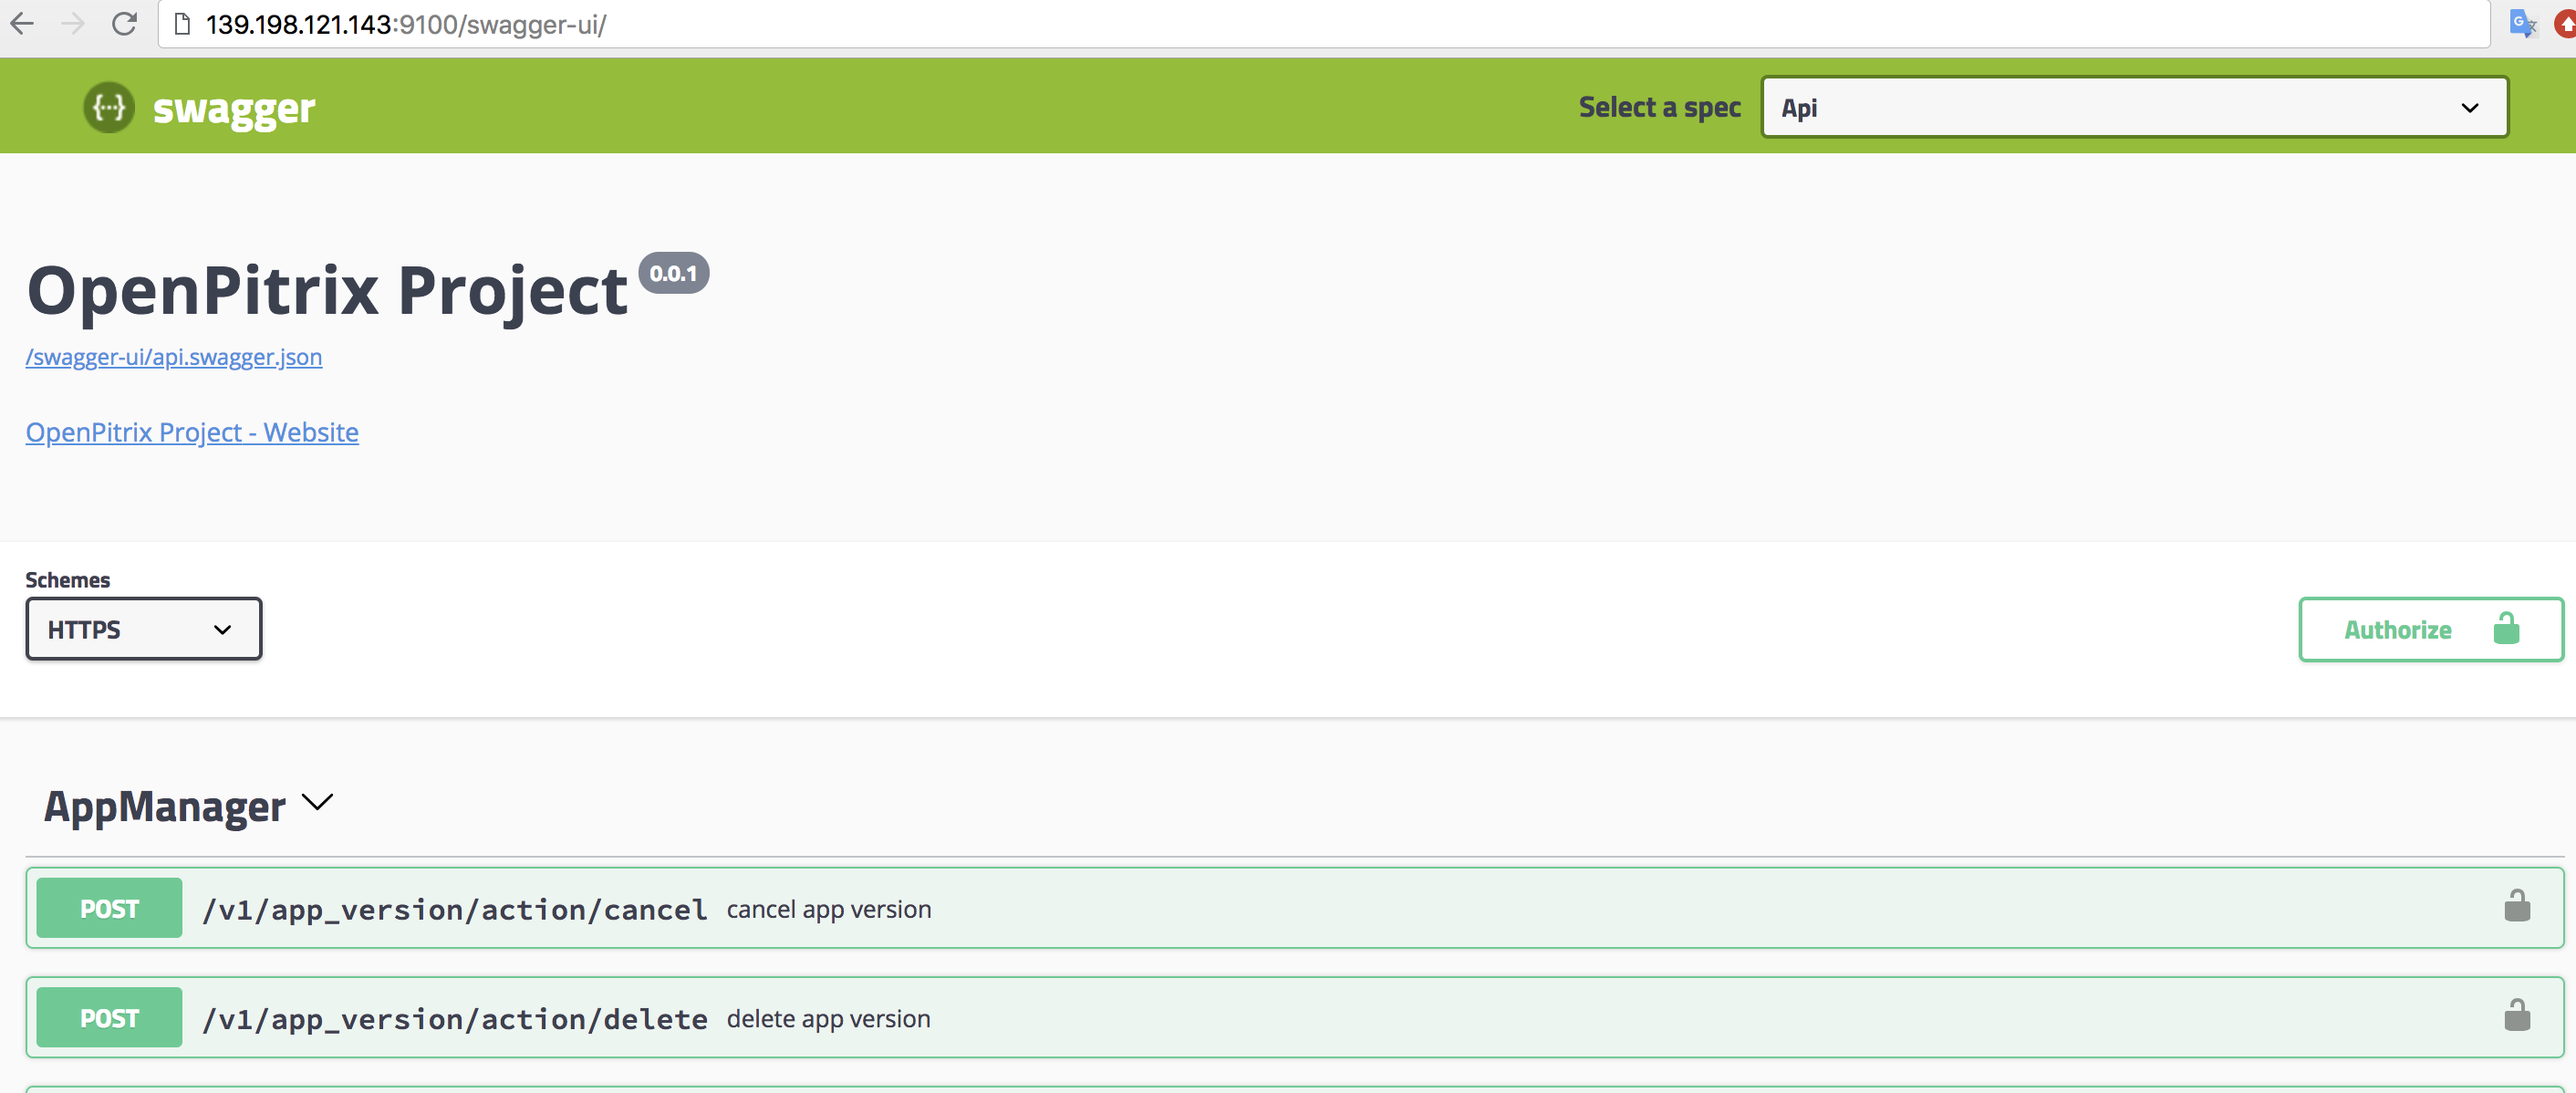 139.198.121.143:9100/swagger-ui/
{...} swagger
Select a spec Api
OpenPitrix Project 0.0.1
/swagger-ui/api.swagger.json
OpenPitrix Project - Website
Schemes
HTTPS
Authorize
AppManager
POST /v1/app_version/action/cancel cancel app version
POST /v1/app_version/action/delete delete app version